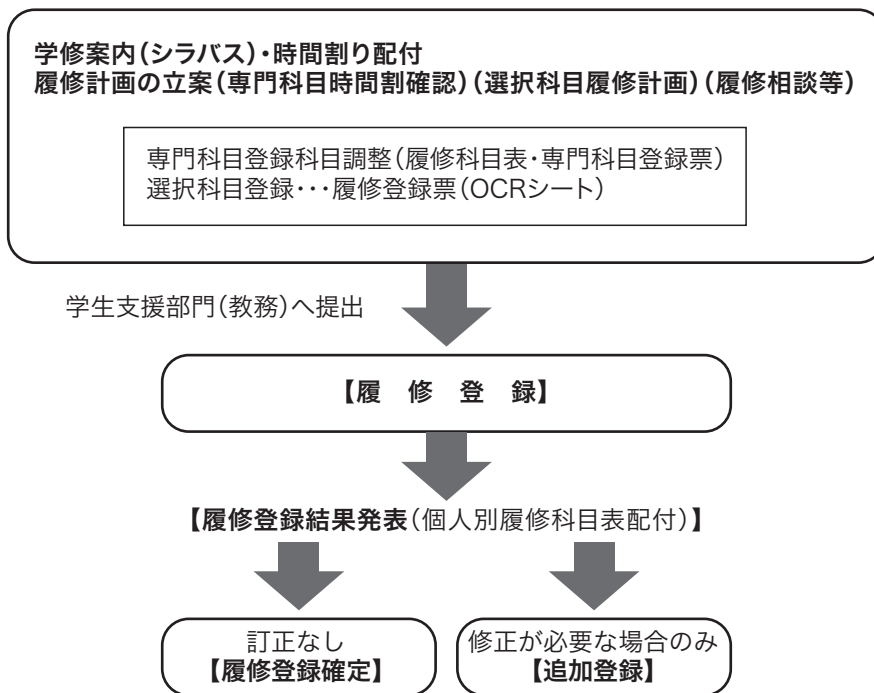 学修案内(シラバス)・時間割り配付
履修計画の立案(専門科目時間割確認)(選択科目履修計画)(履修相談等)
専門科目登録科目調整(履修科目表・専門科目登録票)
選択科目登録・・・履修登録票(OCRシート)
学生支援部門(教務)へ提出
【履 修 登 録】
【履修登録結果発表(個人別履修科目表配付)】
訂正なし
【履修登録確定】
修正が必要な場合のみ
【追加登録】